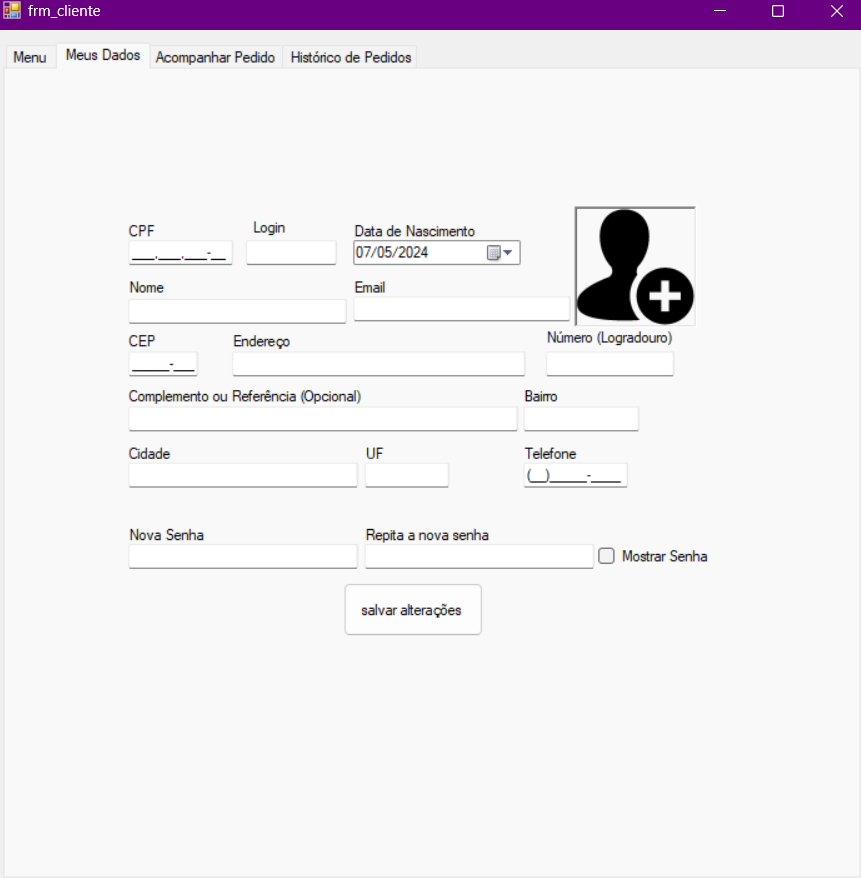 frm_cliente
Menu Meus Dados Acompanhar Pedido Histórico de Pedidos
CPF Login Data de Nascimento
___.___.___-__ 07/05/2024
Nome Email
CEP Endereço Número (Logradouro)
_____-___
Complemento ou Referência (Opcional) Bairro
Cidade UF Telefone
(__)_____-____
Nova Senha Repita a nova senha
Mostrar Senha
salvar alterações